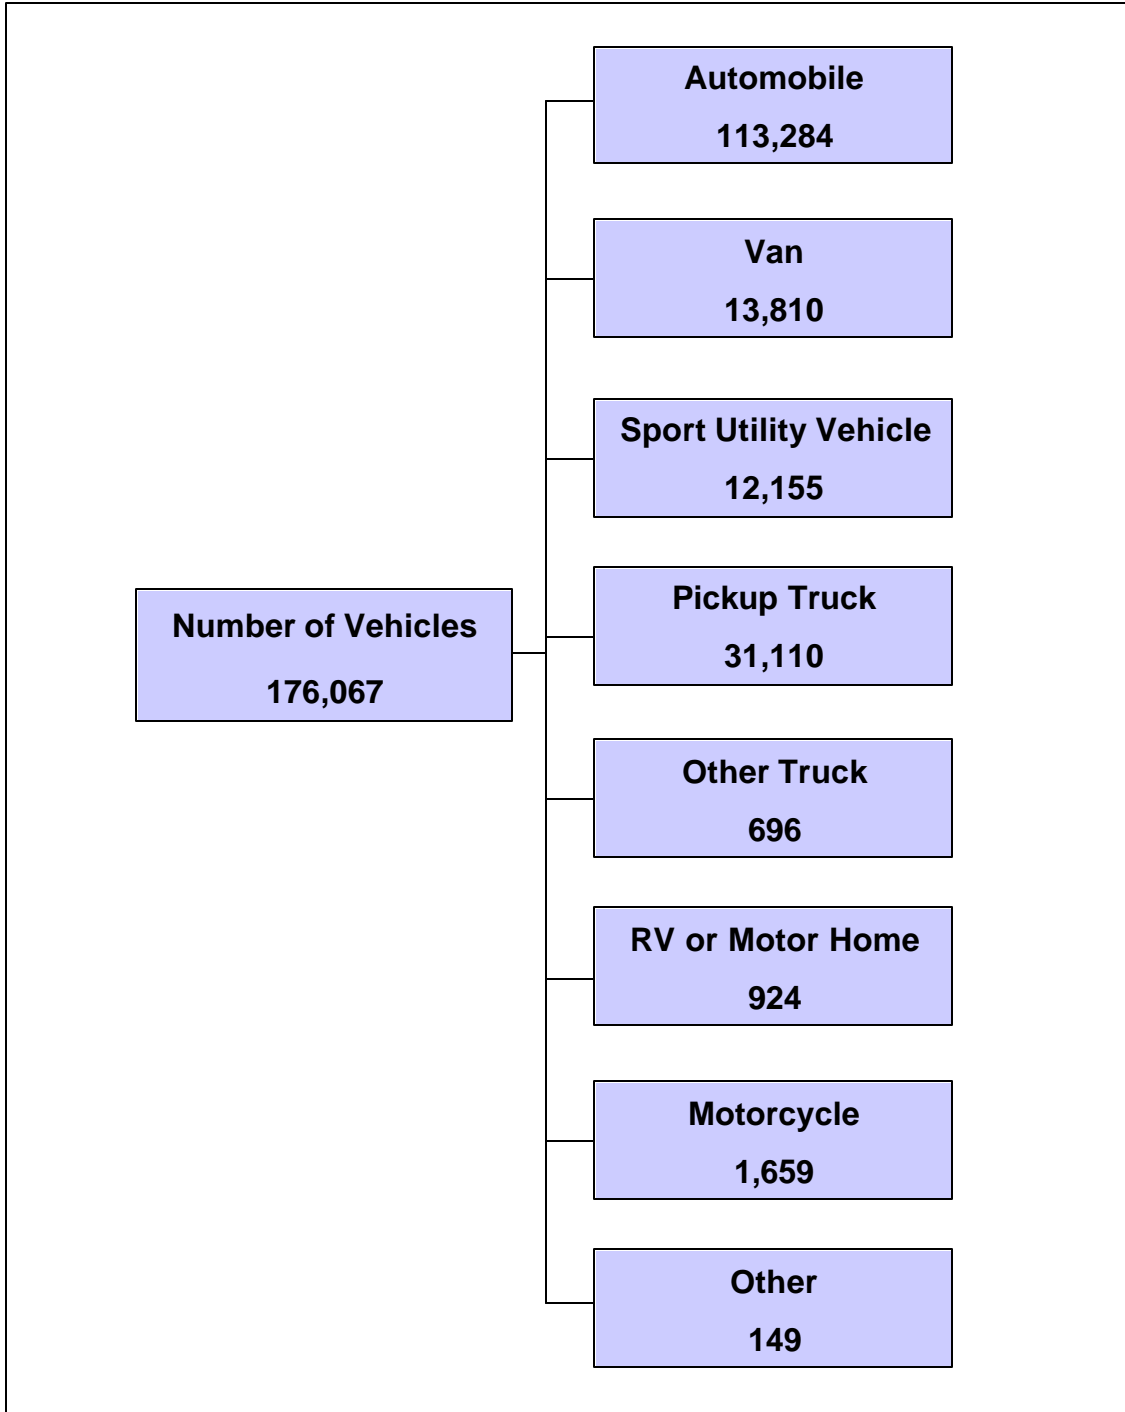 Automobile
113,284
Van
13,810
Sport Utility Vehicle
12,155
Pickup Truck
31,110
Number of Vehicles
176,067
Other Truck
696
RV or Motor Home
924
Motorcycle
1,659
Other
149